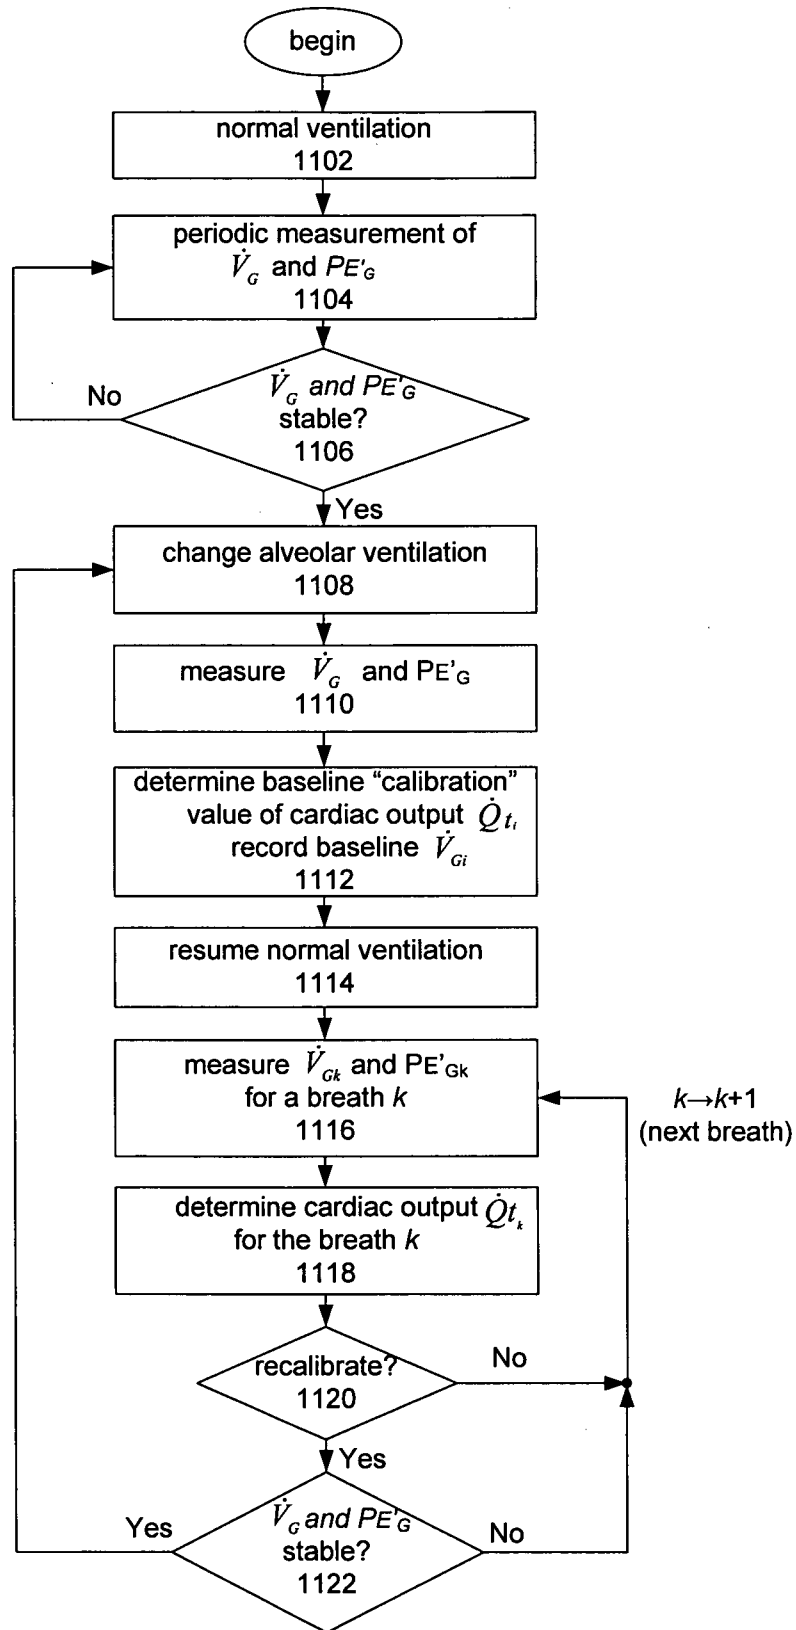 begin
normal ventilation
1102
periodic measurement of
V̇G and PE'G
1104
No
V̇G and PE'G
stable?
1106
Yes
change alveolar ventilation
1108
measure V̇G and PE'G
1110
determine baseline “calibration”
value of cardiac output Q̇ti
record baseline V̇Gi
1112
resume normal ventilation
1114
measure V̇Gk and PE'Gk
for a breath k
1116
k→k+1
(next breath)
determine cardiac output Q̇tk
for the breath k
1118
recalibrate?
1120
No
Yes
V̇G and PE'G
stable?
1122
Yes
No